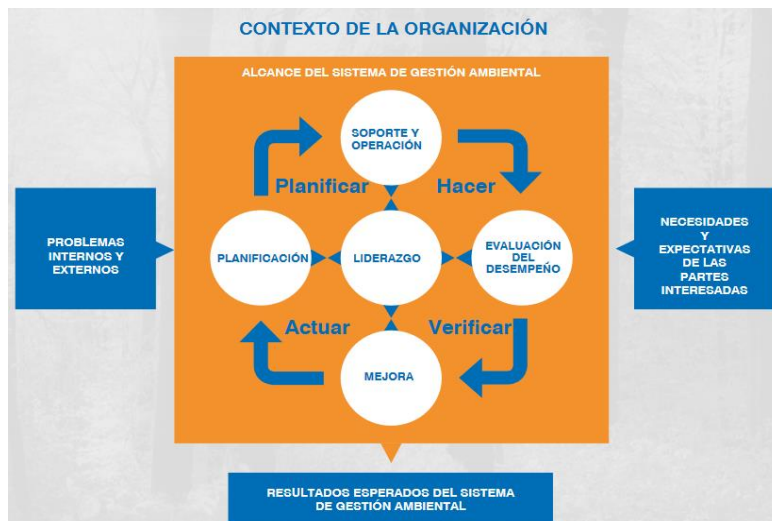 CONTEXTO DE LA ORGANIZACIÓN
ALCANCE DEL SISTEMA DE GESTIÓN AMBIENTAL
SOPORTE Y
OPERACIÓN
Planificar
Hacer
PROBLEMAS
INTERNOS Y
EXTERNOS
PLANIFICACIÓN
LIDERAZGO
EVALUACIÓN
DEL
DESEMPEÑO
NECESIDADES
Y
EXPECTATIVAS
DE LAS
PARTES
INTERESADAS
Actuar
Verificar
MEJORA
RESULTADOS ESPERADOS DEL SISTEMA
DE GESTIÓN AMBIENTAL